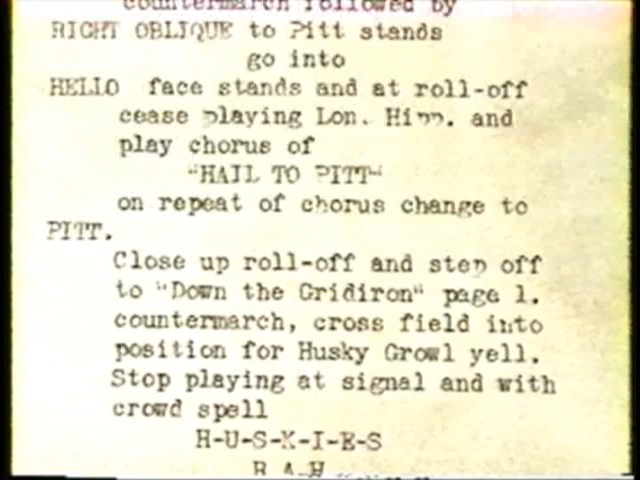 countermarch followed by
RIGHT OBLIQUE to Pitt stands
go into
HELLO face stands and at roll-off
cease playing Lon. Hipp. and
play chorus of
"HAIL TO PITT"
on repeat of chorus change to
PITT.
Close up roll-off and step off
to "Down the Gridiron" page 1.
countermarch, cross field into
position for Husky Growl yell.
Stop playing at signal and with
crowd spell
H-U-S-K-I-E-S
R A H